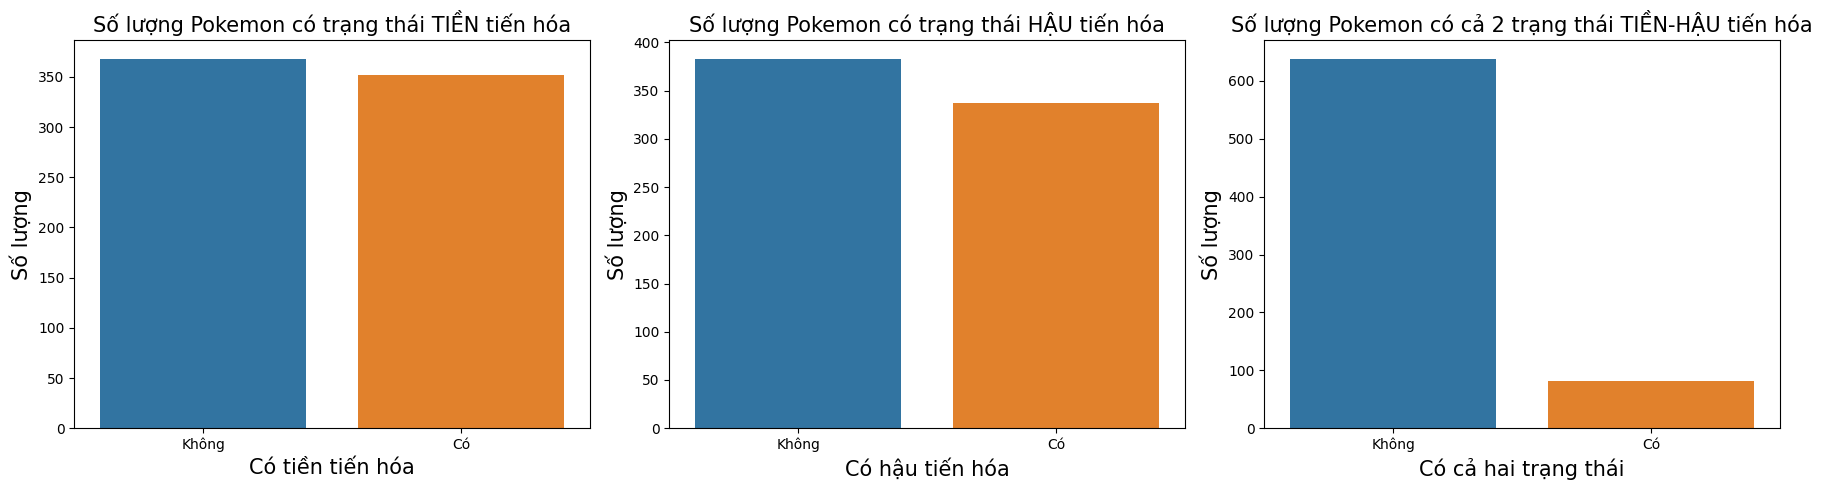 Số lượng Pokemon có trạng thái TIỀN tiến hóa
Số lượng
350
300
250
200
150
100
50
0
Không
Có
Có tiền tiến hóa
Số lượng Pokemon có trạng thái HẬU tiến hóa
Số lượng
400
350
300
250
200
150
100
50
0
Không
Có
Có hậu tiến hóa
Số lượng Pokemon có cả 2 trạng thái TIỀN-HẬU tiến hóa
Số lượng
600
500
400
300
200
100
0
Không
Có
Có cả hai trạng thái